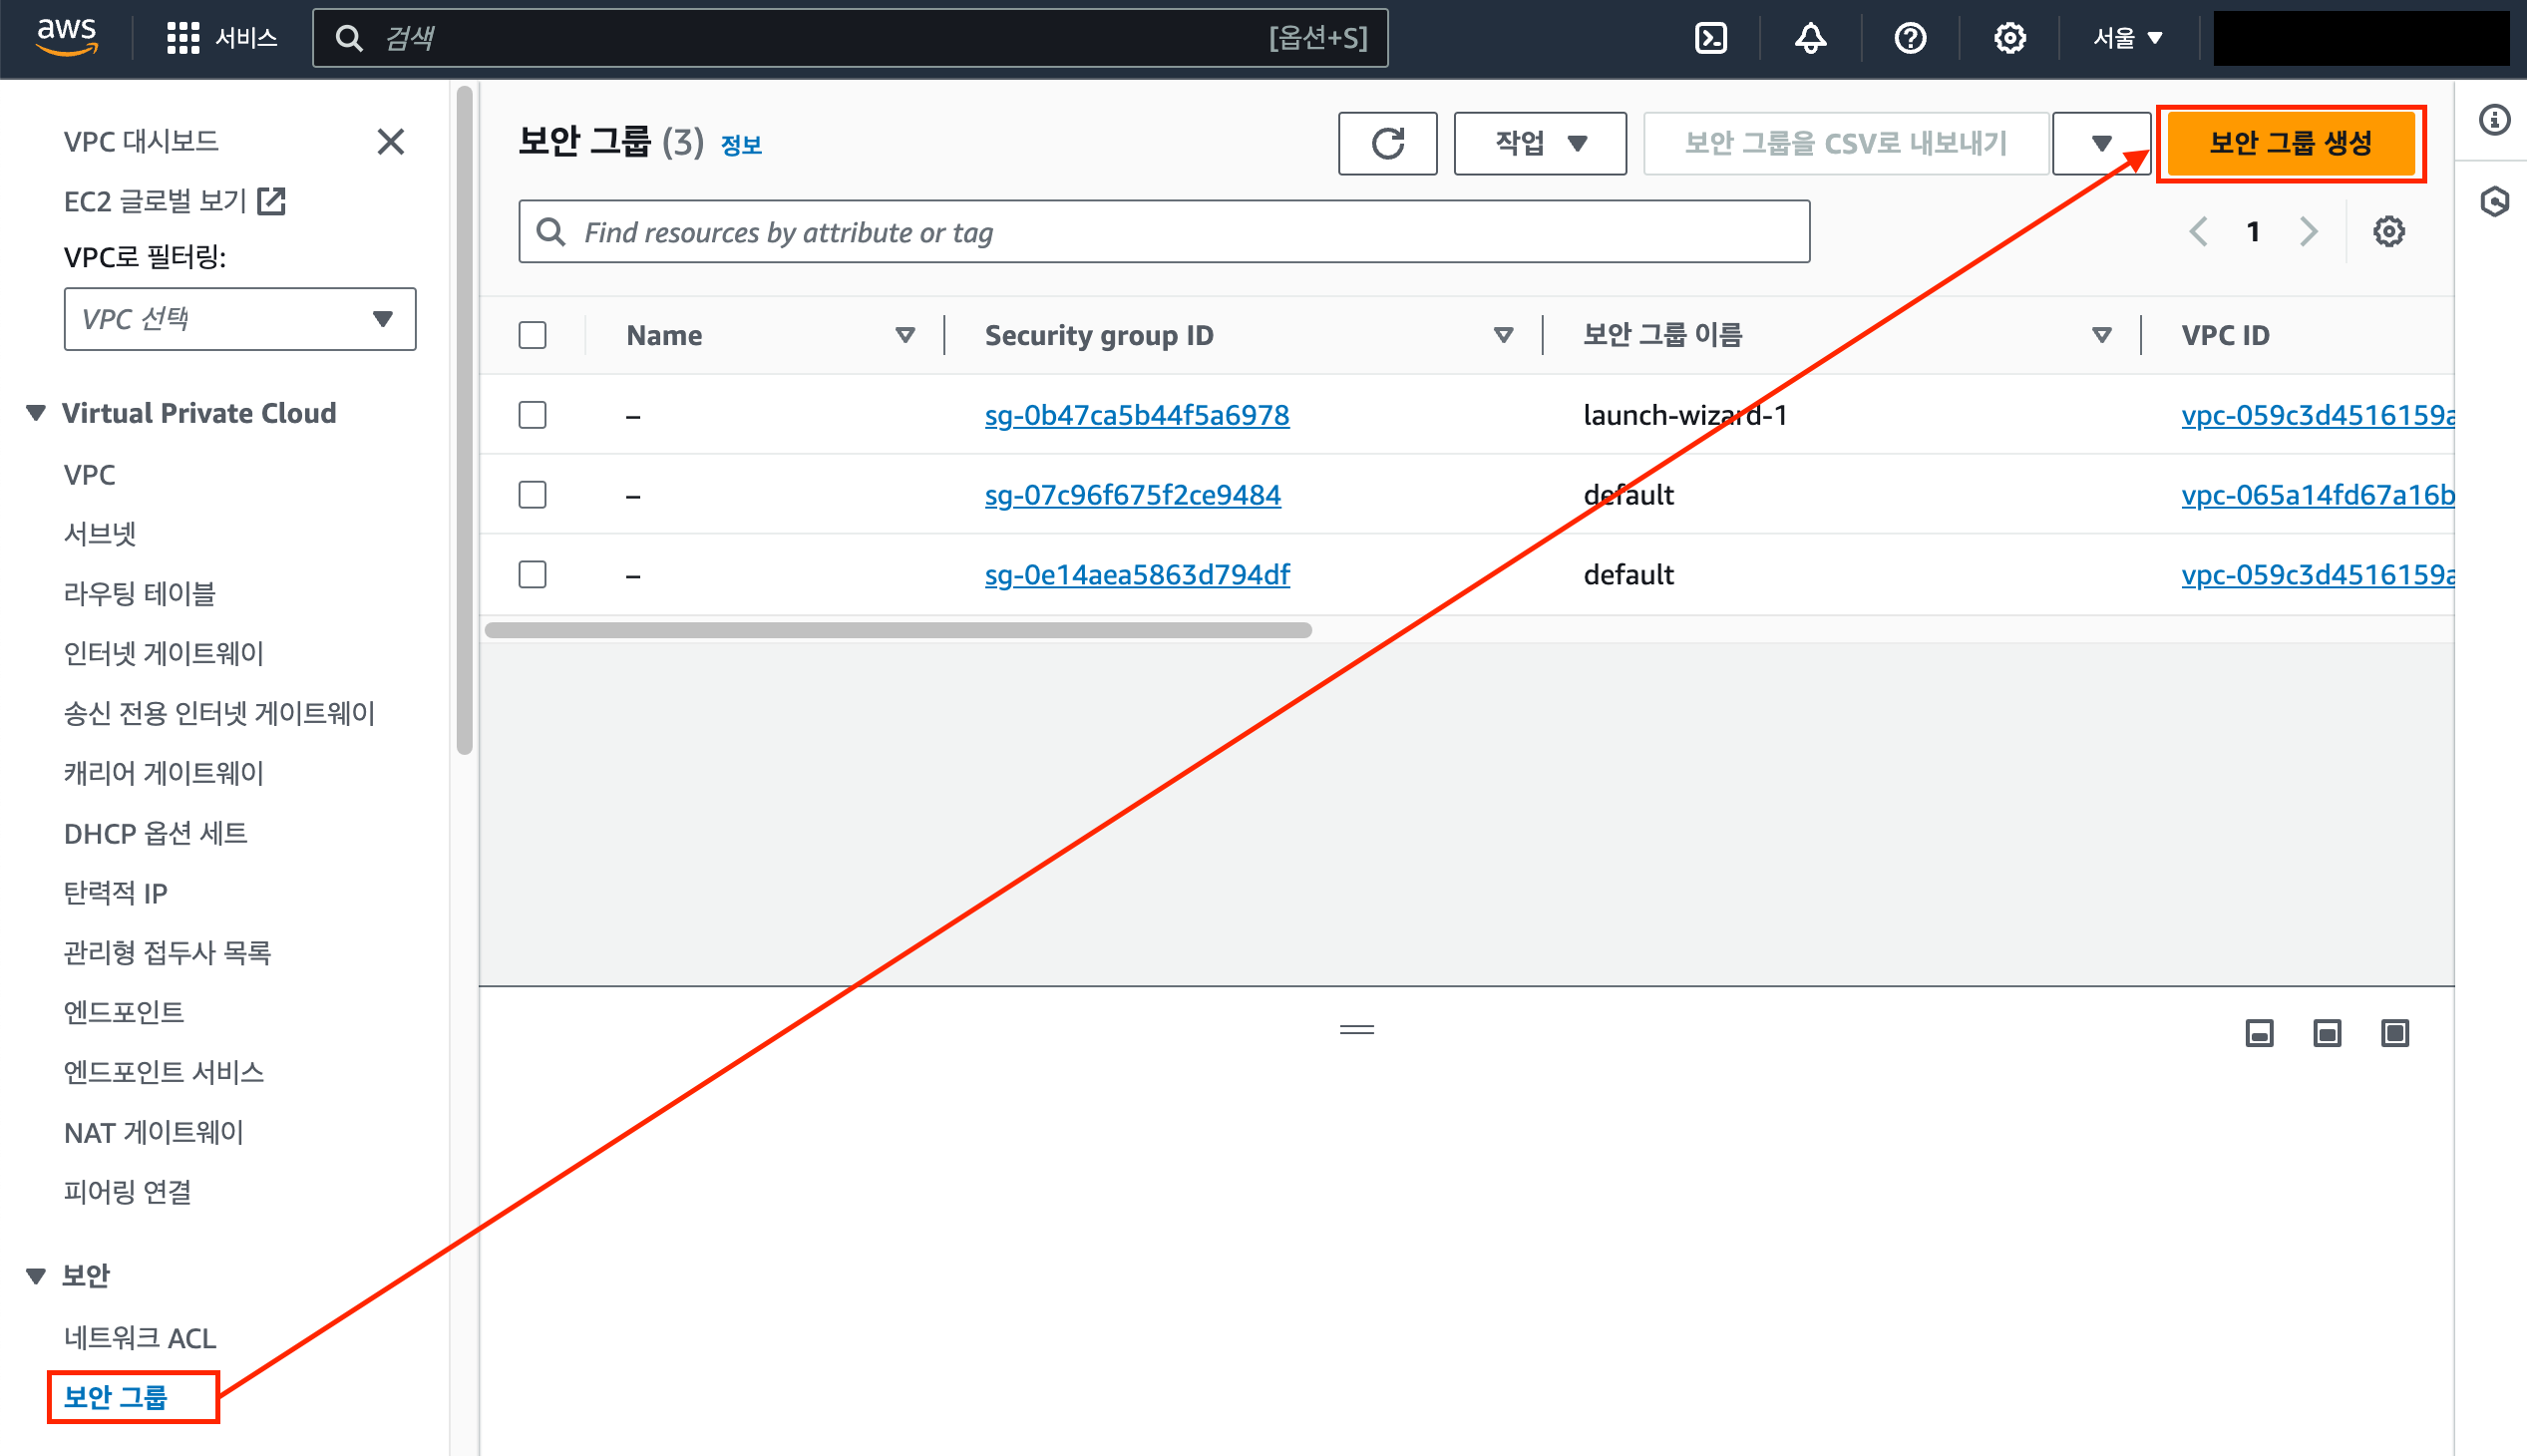 aws
서비스
검색
[옵션+S]
서울
VPC 대시보드
EC2 글로벌 보기
VPC로 필터링:
VPC 선택
Virtual Private Cloud
VPC
서브넷
라우팅 테이블
인터넷 게이트웨이
송신 전용 인터넷 게이트웨이
캐리어 게이트웨이
DHCP 옵션 세트
탄력적 IP
관리형 접두사 목록
엔드포인트
엔드포인트 서비스
NAT 게이트웨이
피어링 연결
보안
네트워크 ACL
보안 그룹
보안 그룹 (3) 정보
작업
보안 그룹을 CSV로 내보내기
보안 그룹 생성
Find resources by attribute or tag
1
Name Security group ID 보안 그룹 이름 VPC ID
– sg-0b47ca5b44f5a6978 launch-wizard-1 vpc-059c3d4516159a
– sg-07c96f675f2ce9484 default vpc-065a14fd67a16b
– sg-0e14aea5863d794df default vpc-059c3d4516159a